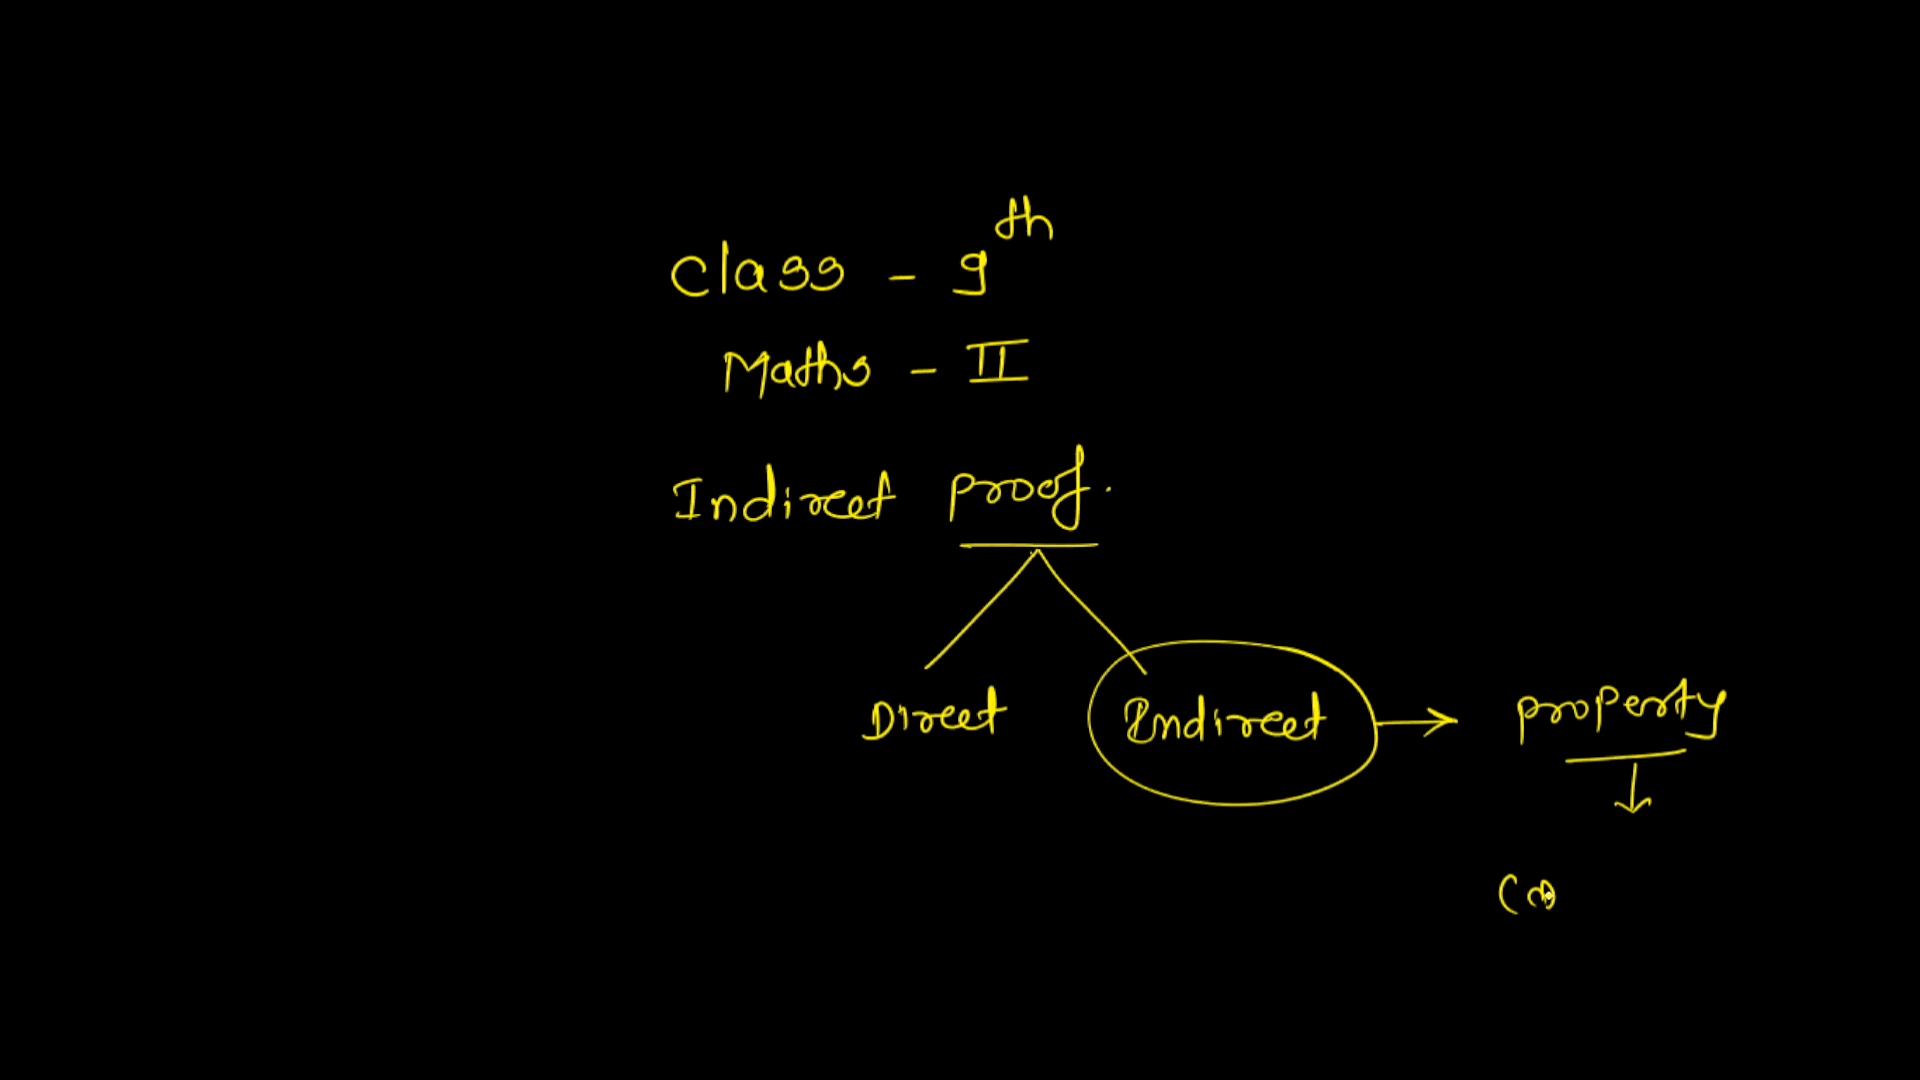 Class - 9th
Maths - II
Indirect proof.
Direct Indirect → property